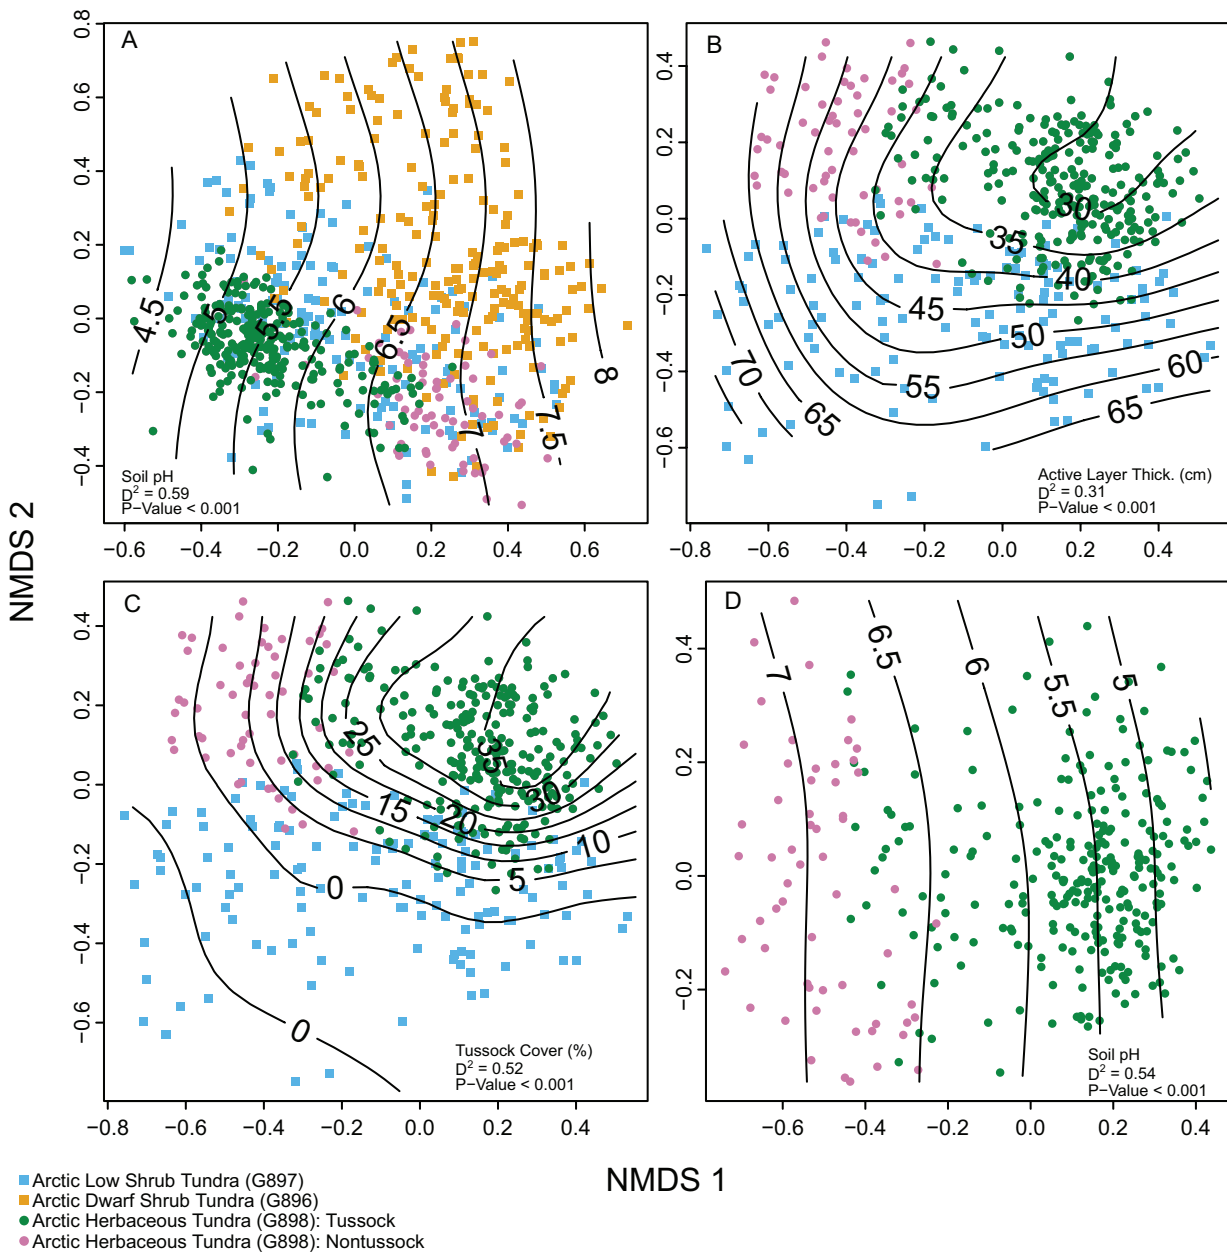 NMDS 2
A
0.8
0.6
0.4
0.2
0.0
−0.2
−0.4
4.5
5
5.5
6
6.5
7
7.5
8
Soil pH
D2 = 0.59
P−Value < 0.001
−0.6 −0.4 −0.2 0.0 0.2 0.4 0.6
B
0.4
0.2
0.0
−0.2
−0.4
−0.6
30
35
40
45
50
55
60
65
65
70
Active Layer Thick. (cm)
D2 = 0.31
P−Value < 0.001
−0.8 −0.6 −0.4 −0.2 0.0 0.2 0.4
C
0.4
0.2
0.0
−0.2
−0.4
−0.6
25
35
30
15
20
10
5
0
0
Tussock Cover (%)
D2 = 0.52
P−Value < 0.001
−0.8 −0.6 −0.4 −0.2 0.0 0.2 0.4
D
0.4
0.2
0.0
−0.2
7
6.5
6
5.5
5
Soil pH
D2 = 0.54
P−Value < 0.001
−0.6 −0.4 −0.2 0.0 0.2 0.4
NMDS 1
Arctic Low Shrub Tundra (G897)
Arctic Dwarf Shrub Tundra (G896)
Arctic Herbaceous Tundra (G898): Tussock
Arctic Herbaceous Tundra (G898): Nontussock